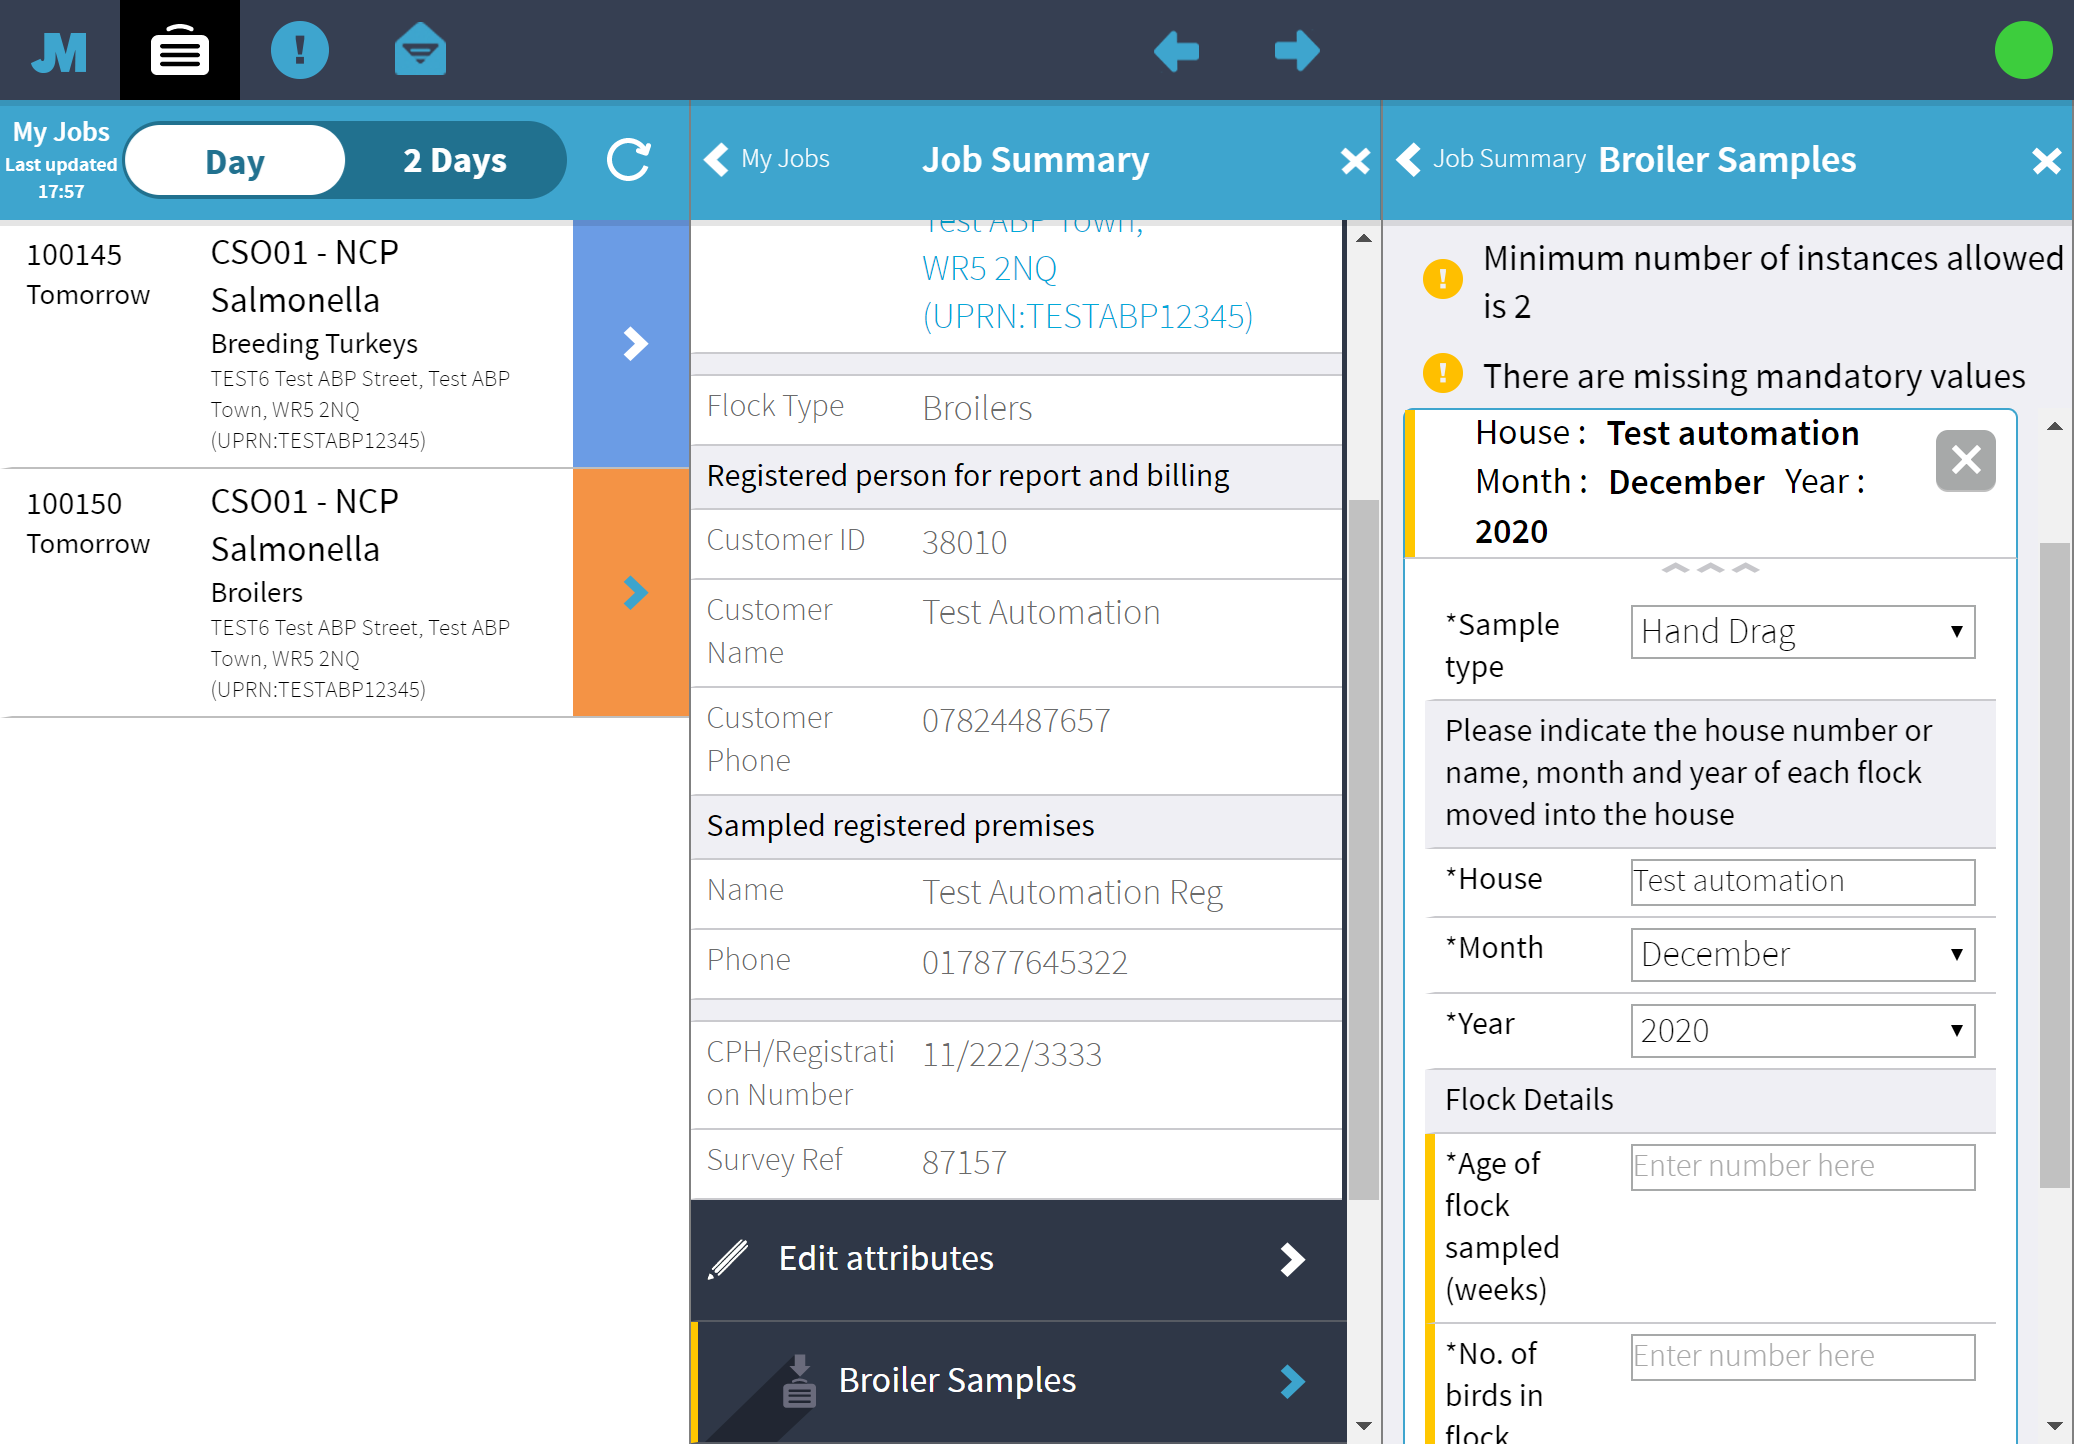 JM
My Jobs
Last updated
17:57
Day
2 Days
100145
Tomorrow
CSO01 - NCP
Salmonella
Breeding Turkeys
TEST6 Test ABP Street, Test ABP
Town, WR5 2NQ
(UPRN:TESTABP12345)
100150
Tomorrow
CSO01 - NCP
Salmonella
Broilers
TEST6 Test ABP Street, Test ABP
Town, WR5 2NQ
(UPRN:TESTABP12345)
My Jobs
Job Summary
Test ABP Town,
WR5 2NQ
(UPRN:TESTABP12345)
Flock Type
Broilers
Registered person for report and billing
Customer ID
38010
Customer
Name
Test Automation
Customer
Phone
07824487657
Sampled registered premises
Name
Test Automation Reg
Phone
017877645322
CPH/Registrati
on Number
11/222/3333
Survey Ref
87157
Edit attributes
Broiler Samples
Job Summary
Broiler Samples
Minimum number of instances allowed
is 2
There are missing mandatory values
House : Test automation
Month : December Year :
2020
*Sample
type
Hand Drag
Please indicate the house number or
name, month and year of each flock
moved into the house
*House
Test automation
*Month
December
*Year
2020
Flock Details
*Age of
flock
sampled
(weeks)
Enter number here
*No. of
birds in
flock
Enter number here